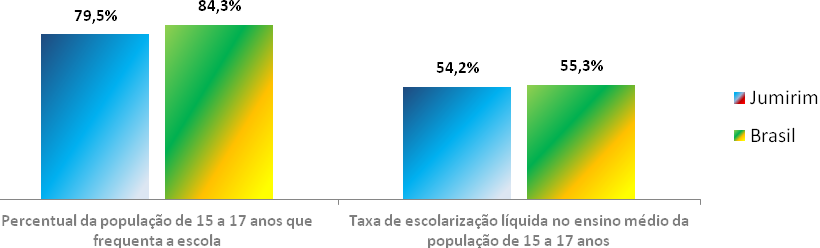 79,5%
84,3%
54,2%
55,3%
Jumirim
Brasil
Percentual da população de 15 a 17 anos que
frequenta a escola
Taxa de escolarização líquida no ensino médio da
população de 15 a 17 anos